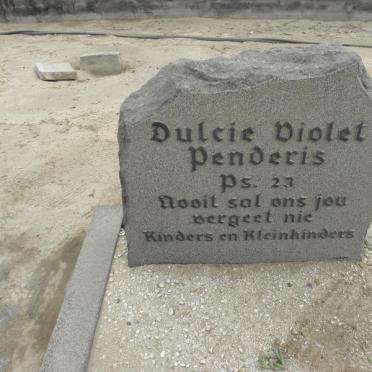 Dulcie Violet
Penderis
Ps. 23
Nooit sal ons jou
vergeet nie
Kinders en Kleinkinders